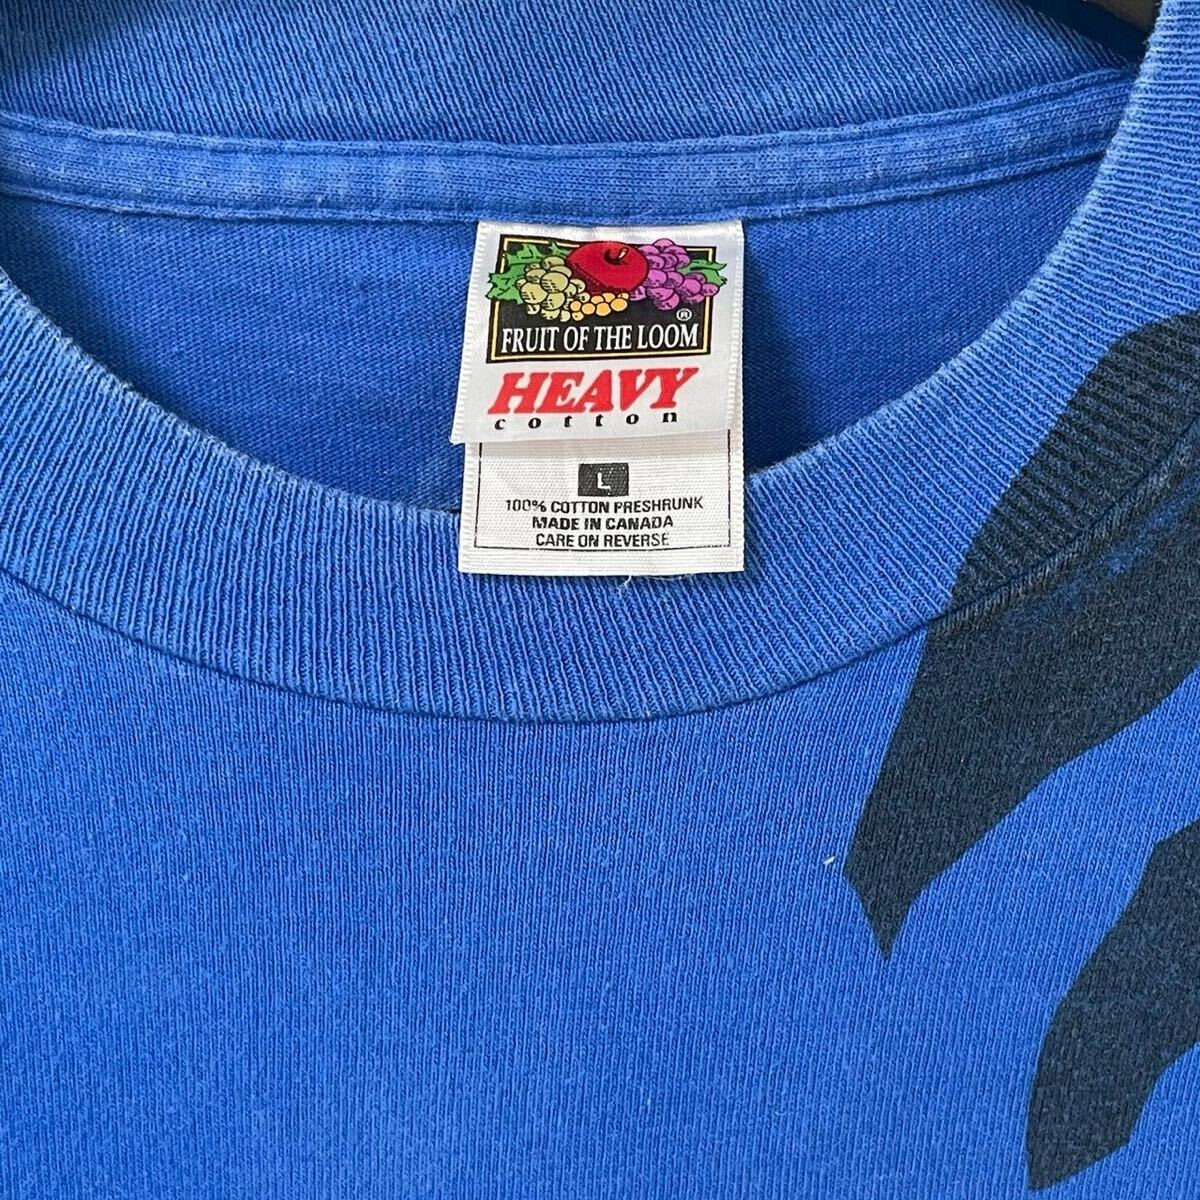 FRUIT OF THE LOOM ®
HEAVY
cotton
L
100% COTTON PRESHRUNK
MADE IN CANADA
CARE ON REVERSE